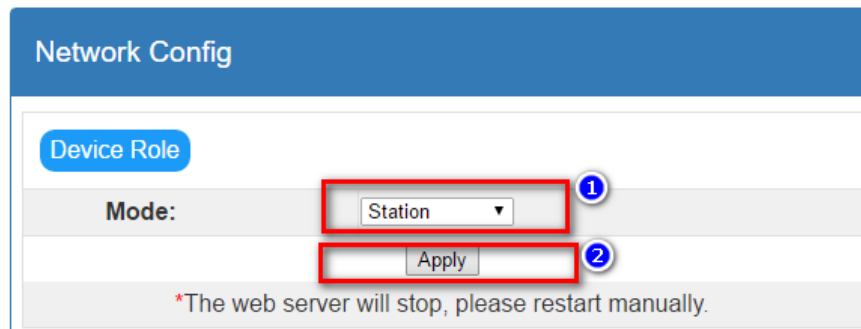 Network Config
Device Role
Mode:
Station
1
Apply
2
*The web server will stop, please restart manually.